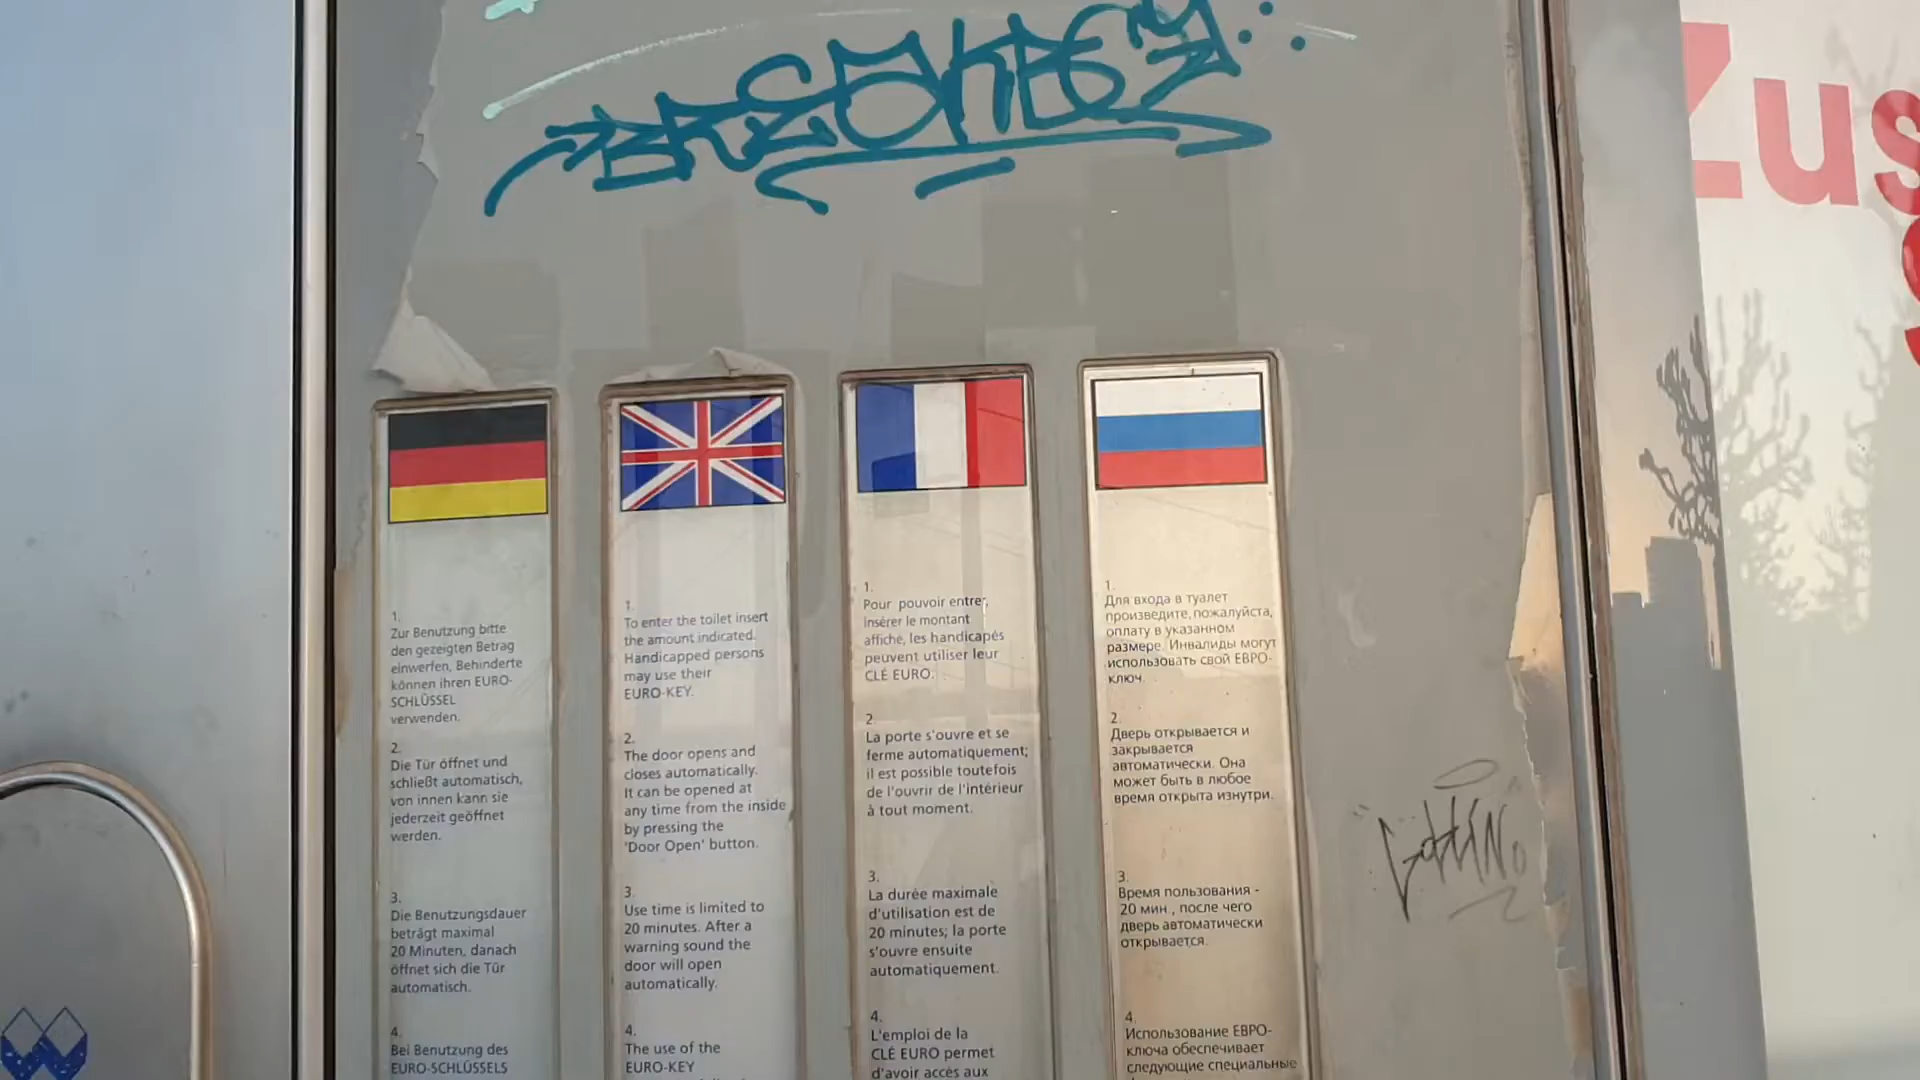 Zus
1.
Zur Benutzung bitte
den gezeigten Betrag
einwerfen, Behinderte
können ihren EURO-
SCHLÜSSEL
verwenden.
2.
Die Tür öffnet und
schließt automatisch,
von innen kann sie
jederzeit geöffnet
werden.
3.
Die Benutzungsdauer
beträgt maximal
20 Minuten, danach
öffnet sich die Tür
automatisch.
4.
Bei Benutzung des
EURO-SCHLÜSSELS
1.
To enter the toilet insert
the amount indicated.
Handicapped persons
may use their
EURO-KEY.
2.
The door opens and
closes automatically.
It can be opened at
any time from the inside
by pressing the
'Door Open' button.
3.
Use time is limited to
20 minutes. After a
warning sound the
door will open
automatically.
4.
The use of the
EURO-KEY
1.
Pour pouvoir entrer,
insérer le montant
affiche, les handicapés
peuvent utiliser leur
CLÉ EURO.
2.
La porte s'ouvre et se
ferme automatiquement;
il est possible toutefois
de l'ouvrir de l'intérieur
à tout moment.
3.
La durée maximale
d'utilisation est de
20 minutes; la porte
s'ouvre ensuite
automatiquement.
4.
L'emploi de la
CLÉ EURO permet
d'avoir accès aux
1.
Для входа в туалет
произведите, пожалуйста,
оплату в указанном
размере. Инвалиды могут
использовать свой ЕВРО-
ключ.
2.
Дверь открывается и
закрывается
автоматически. Она
может быть в любое
время открыта изнутри.
3.
Время пользования -
20 мин., после чего
дверь автоматически
открывается.
4.
Использование ЕВРО-
ключа обеспечивает
следующие специальные